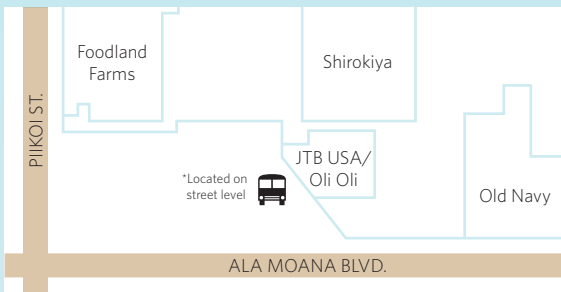 Foodland
Farms
Shirokiya
PIIKOI ST.
JTB USA/
Oli Oli
*Located on
street level
Old Navy
ALA MOANA BLVD.